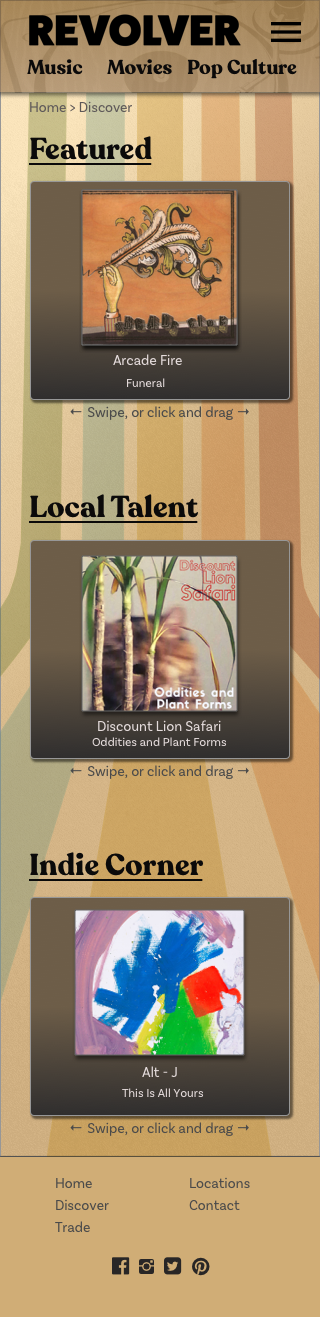 REVOLVER
Music Movies Pop Culture
Home > Discover
Featured
Arcade Fire
Funeral
← Swipe, or click and drag →
Local Talent
Discount
Lion
Safari
Oddities and
Plant Forms
Discount Lion Safari
Oddities and Plant Forms
← Swipe, or click and drag →
Indie Corner
Alt - J
This Is All Yours
← Swipe, or click and drag →
Home Locations
Discover Contact
Trade